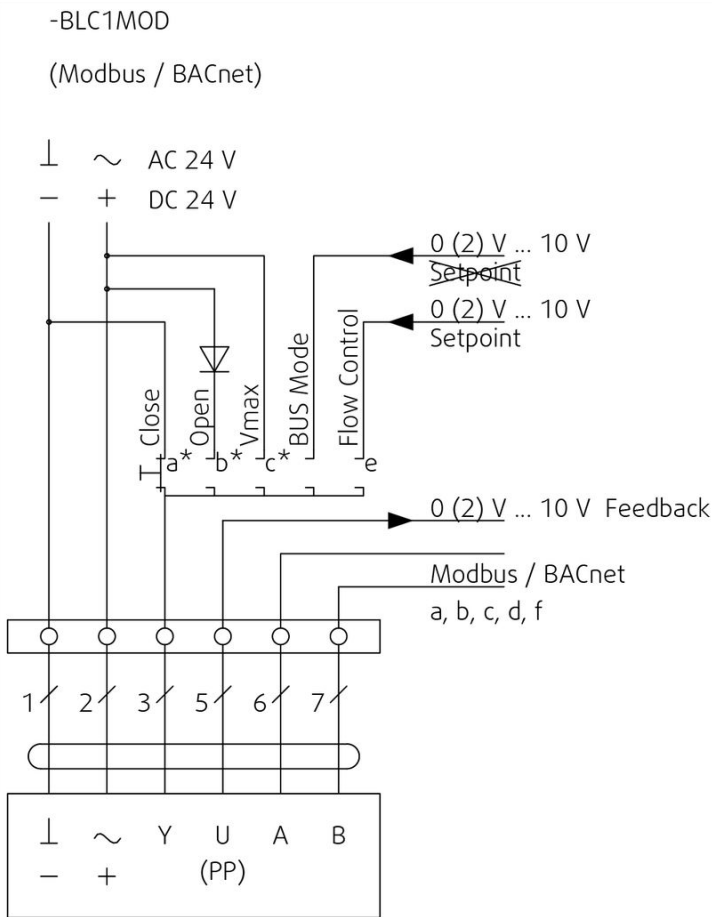 -BLC1MOD
(Modbus / BACnet)
⊥ ~ AC 24 V
− + DC 24 V
0 (2) V ... 10 V
Setpoint
0 (2) V ... 10 V
Setpoint
Close
Open
Vmax
BUS Mode
Flow Control
a* b* c* e
0 (2) V ... 10 V Feedback
Modbus / BACnet
a, b, c, d, f
1 2 3 5 6 7
⊥ ~ Y U A B
− + (PP)